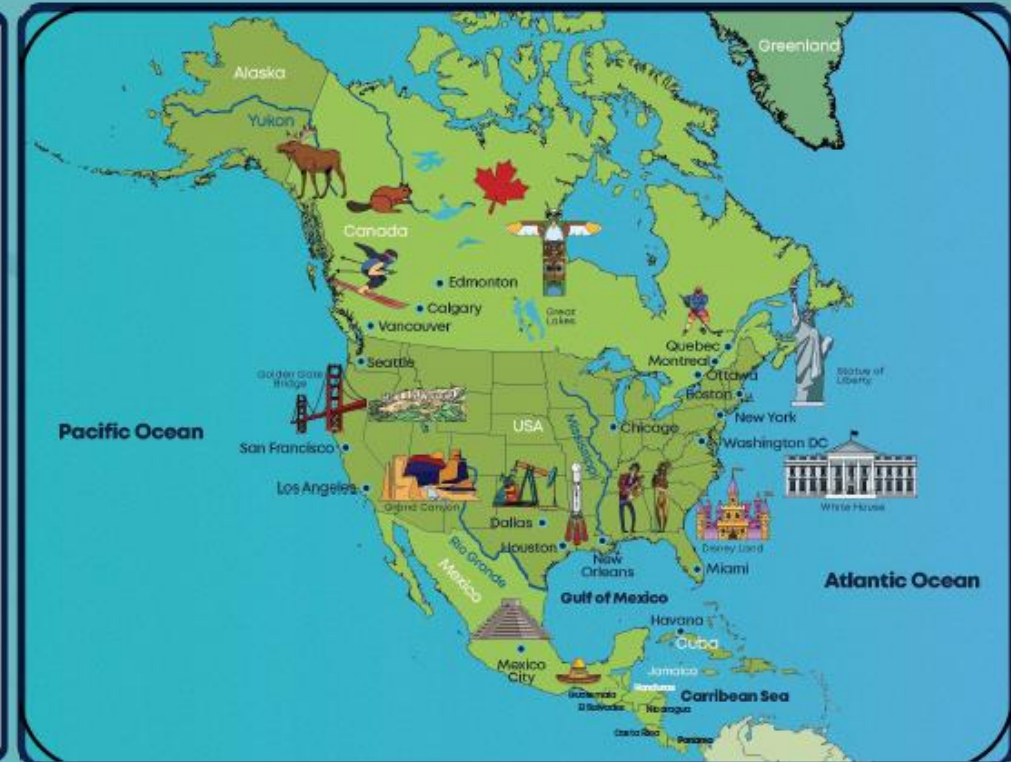 Greenland
Alaska
Yukon
Canada
Edmonton
Calgary
Vancouver
Great
Lakes
Quebec
Montreal
Ottawa
Boston
Seattle
Golden Gate
Bridge
Statue of
Liberty
New York
USA
Mississippi
Chicago
Washington DC
Pacific Ocean
San Francisco
White House
Los Angeles
Grand Canyon
Dallas
Houston
New
Orleans
Disney Land
Miami
Rio Grande
Mexico
Gulf of Mexico
Atlantic Ocean
Havana
Cuba
Mexico
City
Jamaica
Honduras
Carribean Sea
Guatemala
El Salvador
Nicaragua
Costa Rica
Panama